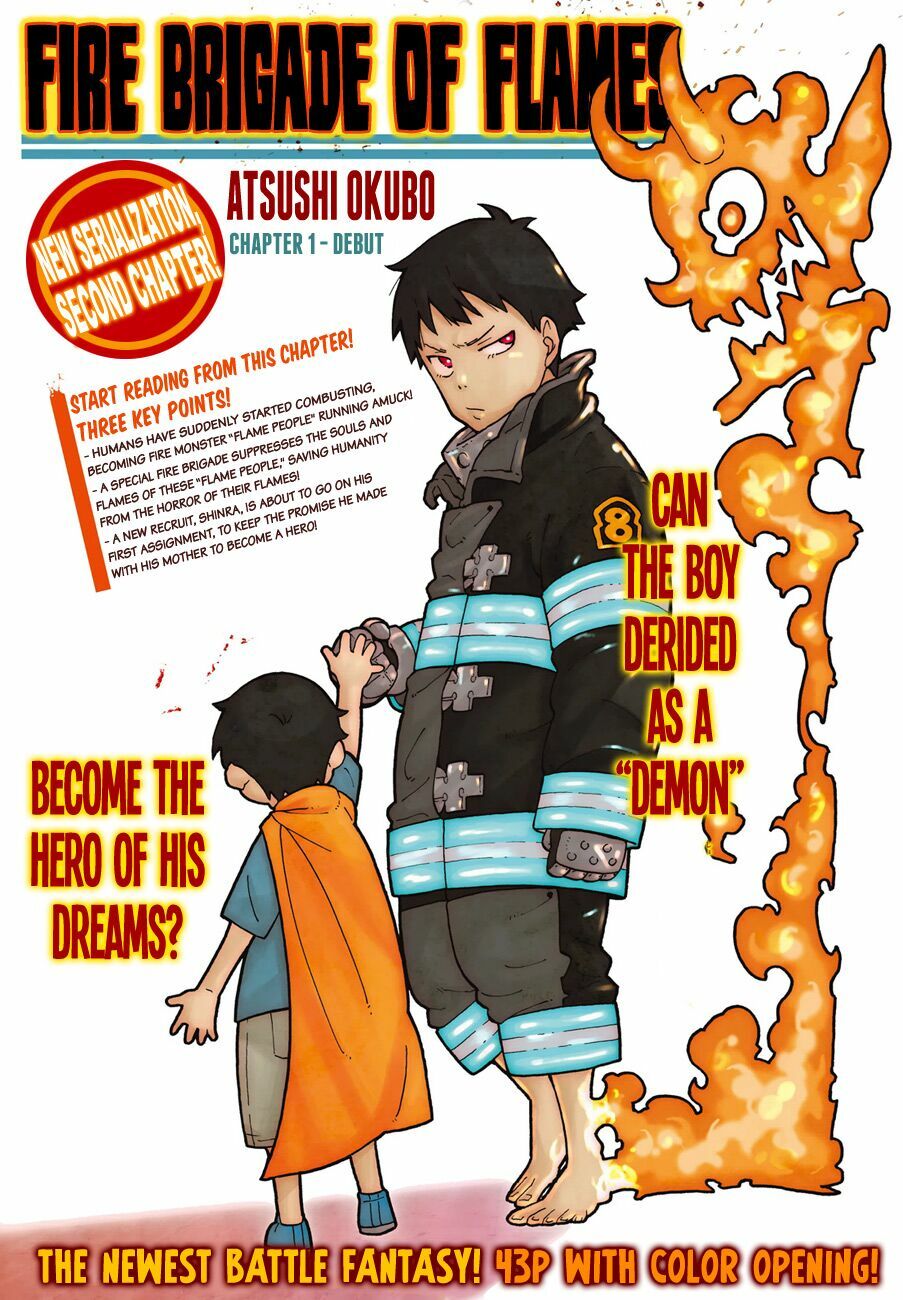 FIRE BRIGADE OF FLAMES
ATSUSHI OKUBO
CHAPTER 1 - DEBUT
NEW SERIALIZATION,
SECOND CHAPTER!
START READING FROM THIS CHAPTER!
THREE KEY POINTS!
- HUMANS HAVE SUDDENLY STARTED COMBUSTING,
BECOMING FIRE MONSTER "FLAME PEOPLE" RUNNING AMUCK!
- A SPECIAL FIRE BRIGADE SUPPRESSES THE SOULS AND
FLAMES OF THESE "FLAME PEOPLE," SAVING HUMANITY
FROM THE HORROR OF THEIR FLAMES!
- A NEW RECRUIT, SHINRA, IS ABOUT TO GO ON HIS
FIRST ASSIGNMENT, TO KEEP THE PROMISE HE MADE
WITH HIS MOTHER TO BECOME A HERO!
8
CAN
THE BOY
DERIDED
AS A
"DEMON"
BECOME THE
HERO OF HIS
DREAMS?
THE NEWEST BATTLE FANTASY! 43P WITH COLOR OPENING!